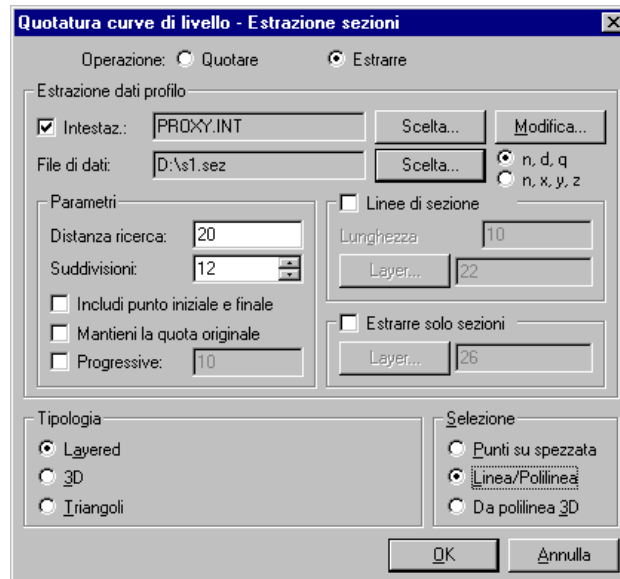 Quotatura curve di livello - Estrazione sezioni
Operazione: Quotare Estrarre
Estrazione dati profilo
Intestaz.: PROXY.INT Scelta... Modifica...
File di dati: D:\s1.sez Scelta... n, d, q
n, x, y, z
Parametri
Distanza ricerca: 20
Suddivisioni: 12
Includi punto iniziale e finale
Mantieni la quota originale
Progressive: 10
Linee di sezione
Lunghezza 10
Layer... 22
Estrarre solo sezioni
Layer... 26
Tipologia
Layered
3D
Triangoli
Selezione
Punti su spezzata
Linea/Polilinea
Da polilinea 3D
OK Annulla